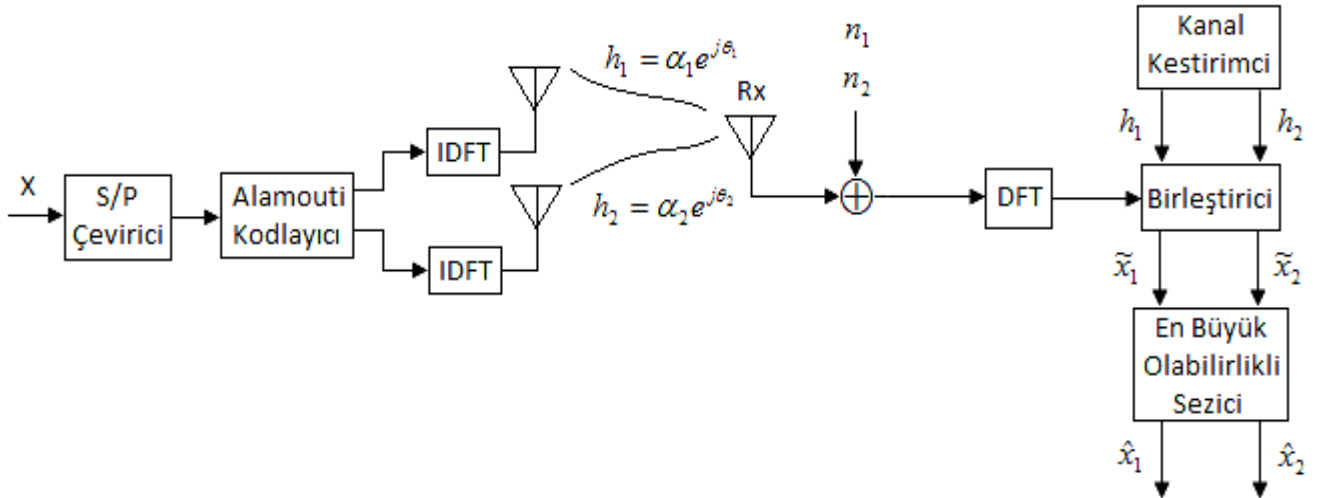 X
S/P
Çevirici
Alamouti
Kodlayıcı
IDFT
IDFT
h₁ = α₁e^{jθ₁}
h₂ = α₂e^{jθ₂}
Rx
n₁
n₂
DFT
Kanal
Kestirimci
h₁
h₂
Birleştirici
x̃₁
x̃₂
En Büyük
Olabilirlikli
Sezici
x̂₁
x̂₂